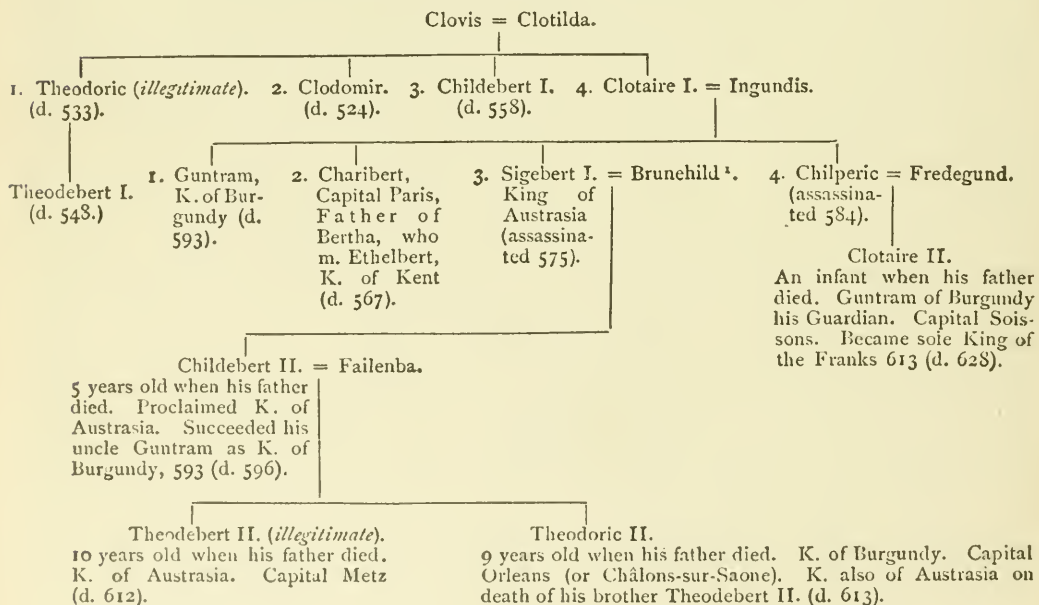 Clovis = Clotilda.
1. Theodoric (illegitimate). 2. Clodomir. 3. Childebert I. 4. Clotaire I. = Ingundis.
(d. 533). (d. 524). (d. 558).
Theodebert I.
(d. 548.)
1. Guntram,
K. of Bur-
gundy (d.
593).
2. Charibert,
Capital Paris,
Father of
Bertha, who
m. Ethelbert,
K. of Kent
(d. 567).
3. Sigebert I. = Brunehild ¹.
King of
Austrasia
(assassina-
ted 575).
4. Chilperic = Fredegund.
(assassina-
ted 584).
Clotaire II.
An infant when his father
died. Guntram of Burgundy
his Guardian. Capital Sois-
sons. Became sole King of
the Franks 613 (d. 628).
Childebert II. = Failenba.
5 years old when his father
died. Proclaimed K. of
Austrasia. Succeeded his
uncle Guntram as K. of
Burgundy, 593 (d. 596).
Theodebert II. (illegitimate).
10 years old when his father died.
K. of Austrasia. Capital Metz
(d. 612).
Theodoric II.
9 years old when his father died. K. of Burgundy. Capital
Orleans (or Châlons-sur-Saone). K. also of Austrasia on
death of his brother Theodebert II. (d. 613).